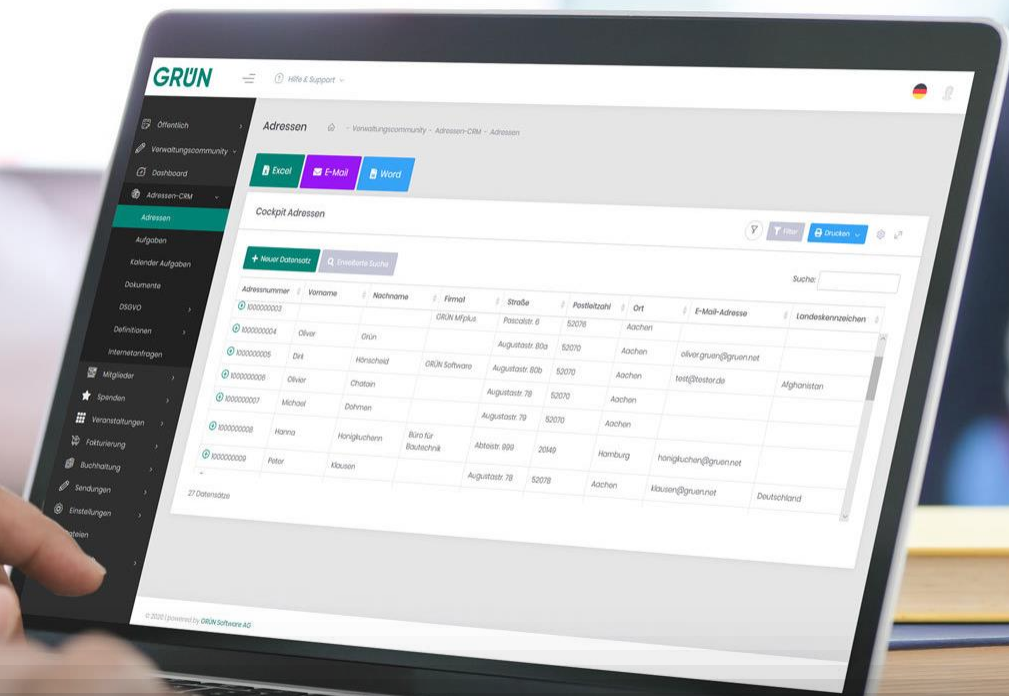 GRÜN
Hilfe & Support
Öffentlich
Verwaltungscommunity
Dashboard
Adressen-CRM
Adressen
Aufgaben
Kalender Aufgaben
Dokumente
DSGVO
Definitionen
Internetanfragen
Mitglieder
Spenden
Veranstaltungen
Fakturierung
Buchhaltung
Sendungen
Einstellungen
Adressen - Verwaltungscommunity - Adressen-CRM - Adressen
Excel E-Mail Word
Cockpit Adressen
Filter Drucken
+ Neuer Datensatz Erweiterte Suche
Suche:
Adressnummer Vorname Nachname Firma1 Straße Postleitzahl Ort E-Mail-Adresse Landeskennzeichen
1000000003 GRÜN MFplus Pascalstr. 6 52076 Aachen
1000000004 Oliver Grün Augustastr. 80a 52070 Aachen oliver.gruen@gruen.net
1000000005 Dirk Hönscheid GRÜN Software Augustastr. 80b 52070 Aachen test@tester.de Afghanistan
1000000006 Olivier Chatain Augustastr. 78 52070 Aachen
1000000007 Michael Dohmen Augustastr. 79 52070 Aachen
1000000008 Hanna Honigkuchenn Büro für Bautechnik Abteistr. 999 20149 Hamburg honigkuchen@gruen.net
1000000009 Peter Klausen Augustastr. 78 52078 Aachen klausen@gruen.net Deutschland
27 Datensätze
© 2020 | powered by GRÜN Software AG